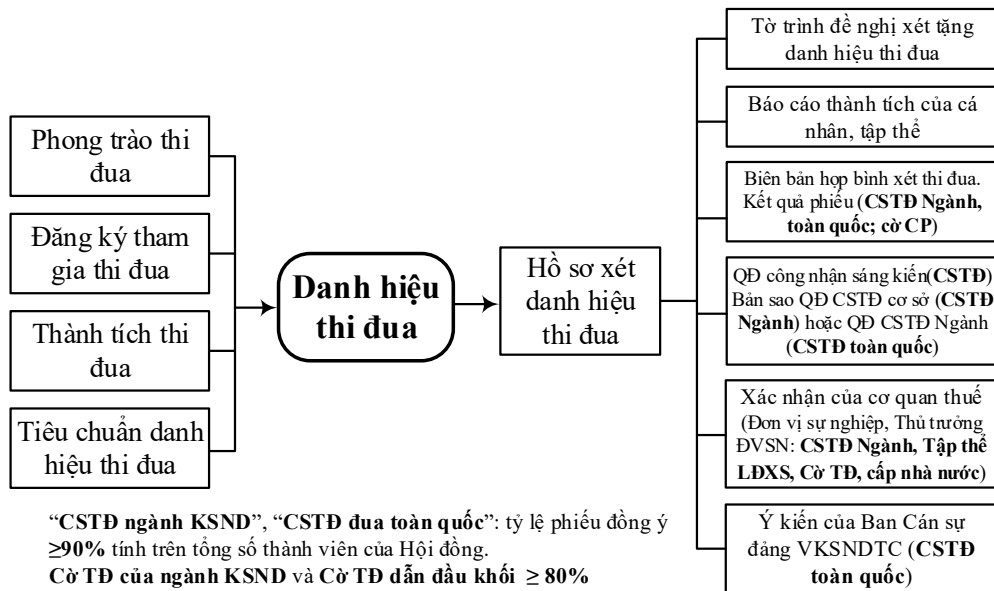 Phong trào thi
đua
Đăng ký tham
gia thi đua
Thành tích thi
đua
Tiêu chuẩn danh
hiệu thi đua
Danh hiệu
thi đua
Hồ sơ xét
danh hiệu
thi đua
Tờ trình đề nghị xét tặng
danh hiệu thi đua
Báo cáo thành tích của cá
nhân, tập thể
Biên bản họp bình xét thi đua.
Kết quả phiếu (CSTĐ Ngành,
toàn quốc; cờ CP)
QĐ công nhận sáng kiến(CSTĐ)
Bản sao QĐ CSTĐ cơ sở (CSTĐ
Ngành) hoặc QĐ CSTĐ Ngành
(CSTĐ toàn quốc)
Xác nhận của cơ quan thuế
(Đơn vị sự nghiệp, Thủ trưởng
ĐVSN: CSTĐ Ngành, Tập thể
LĐXS, Cờ TĐ, cấp nhà nước)
Ý kiến của Ban Cán sự
đảng VKSNDTC (CSTĐ
toàn quốc)
“CSTĐ ngành KSND”, “CSTĐ đua toàn quốc”: tỷ lệ phiếu đồng ý
≥90% tính trên tổng số thành viên của Hội đồng.
Cờ TĐ của ngành KSND và Cờ TĐ dẫn đầu khối ≥ 80%